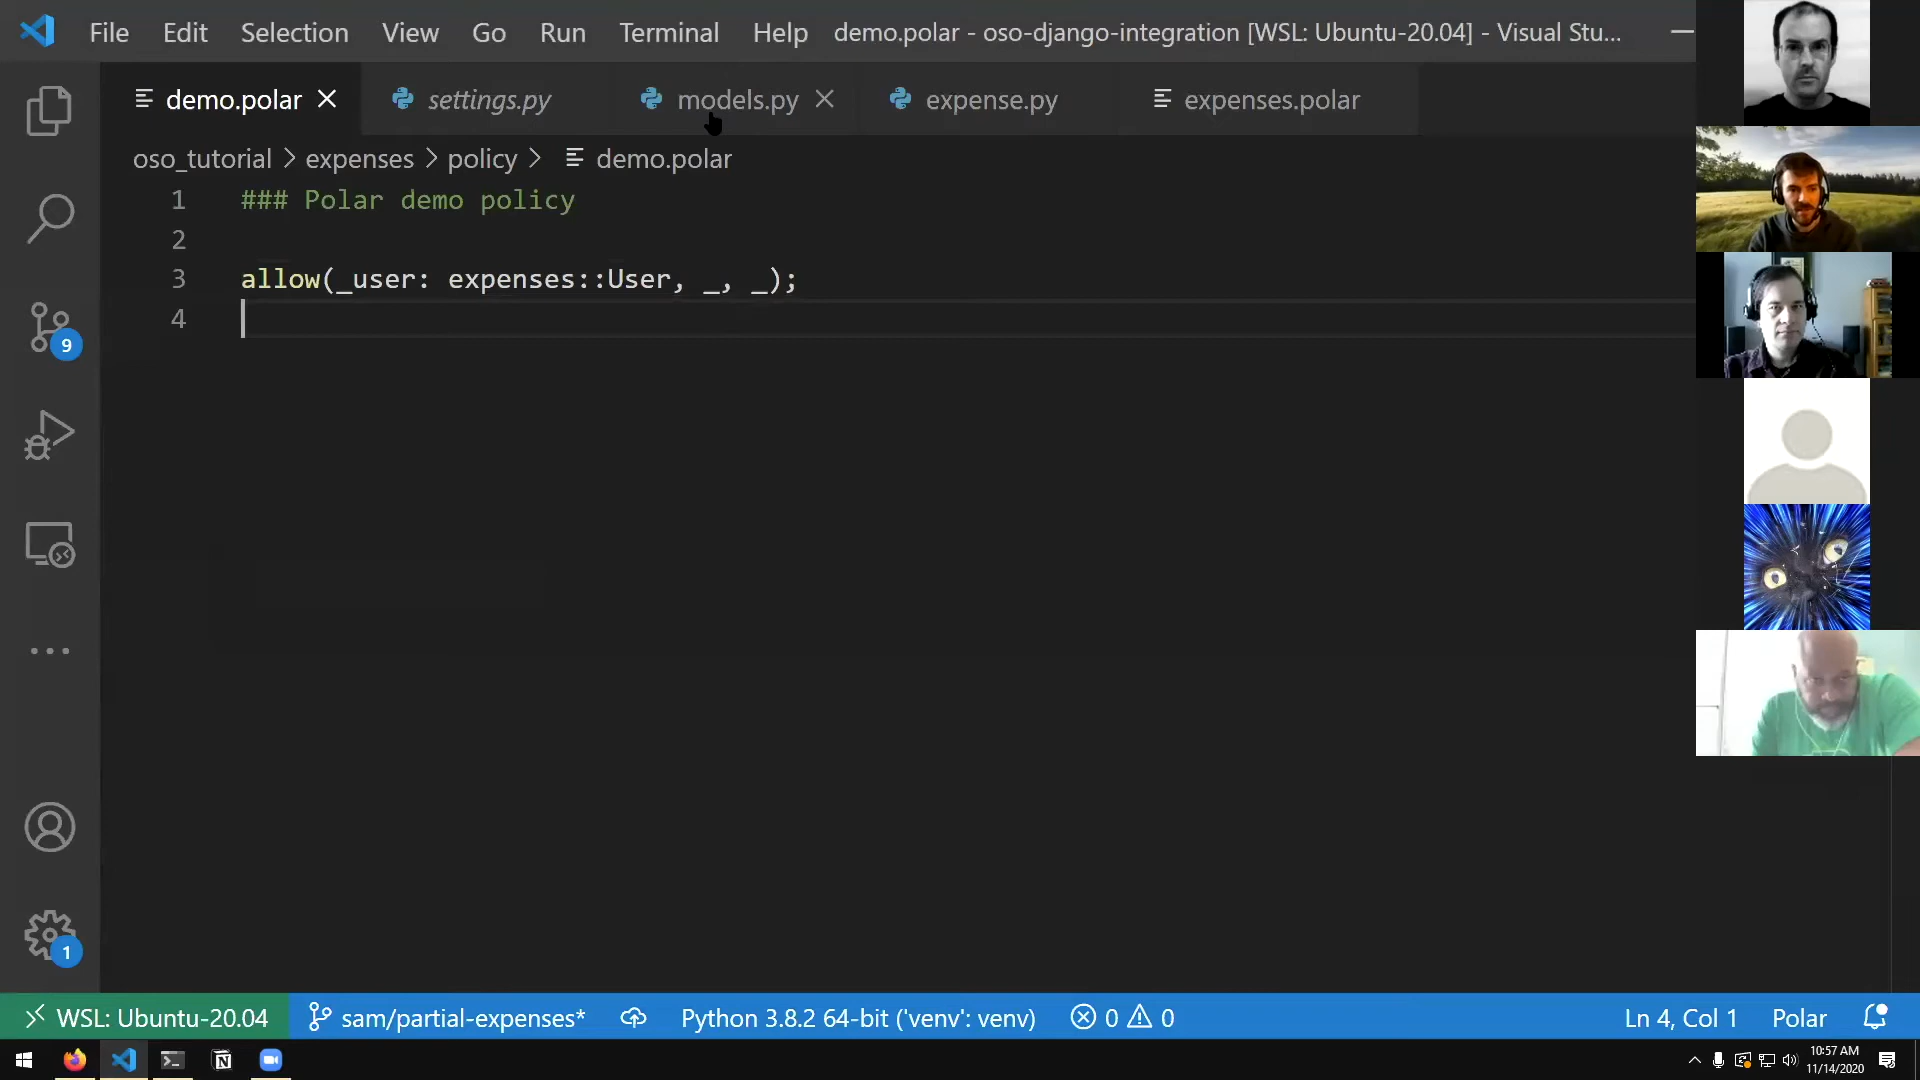 File Edit Selection View Go Run Terminal Help demo.polar - oso-django-integration [WSL: Ubuntu-20.04] - Visual Stu...
demo.polar settings.py models.py expense.py expenses.polar
oso_tutorial > expenses > policy > demo.polar
1 ### Polar demo policy
2
3 allow(_user: expenses::User, _, _);
4
9
1
WSL: Ubuntu-20.04 sam/partial-expenses* Python 3.8.2 64-bit ('venv': venv) 0 0 Ln 4, Col 1 Polar
10:57 AM
11/14/2020